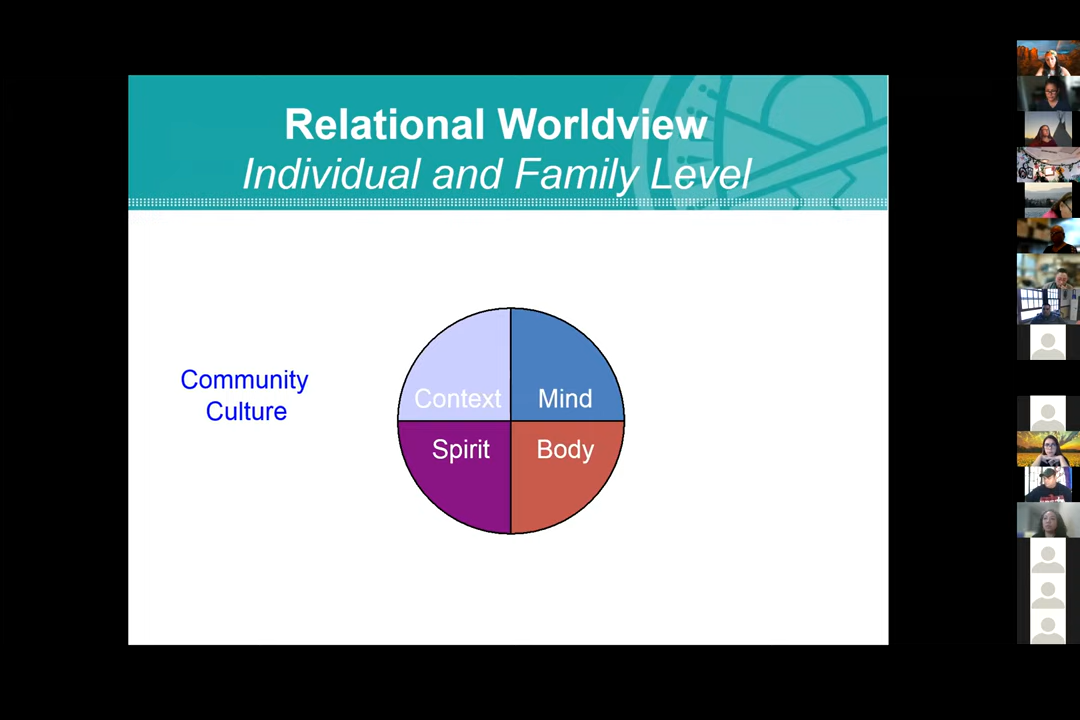 Relational Worldview
Individual and Family Level
Community
Culture
Context
Mind
Spirit
Body